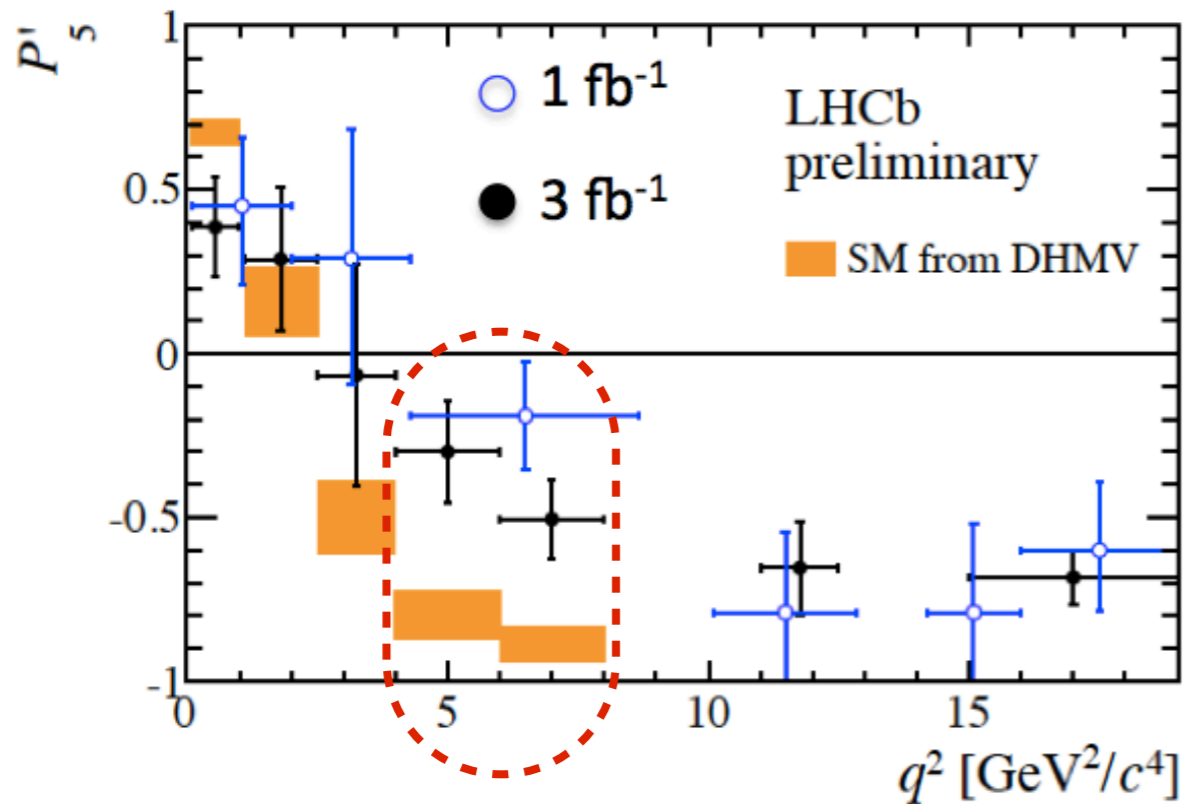 P'5
1
0.5
0
-0.5
-1
1 fb-1
3 fb-1
LHCb
preliminary
SM from DHMV
0 5 10 15
q2 [GeV2/c4]